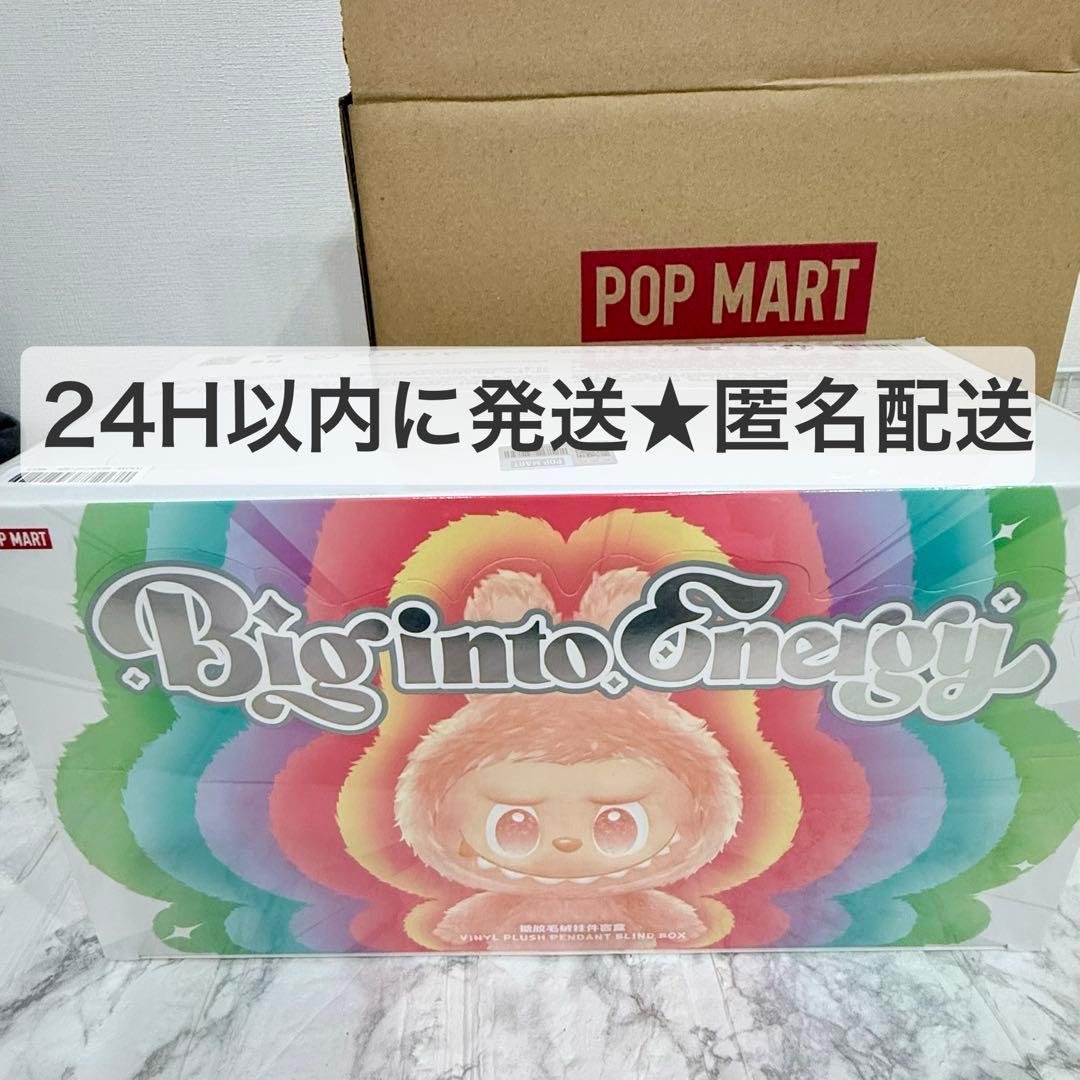 POP MART
24H以内に発送★匿名配送
POP MART
P MART
Big into Energy
搪胶毛绒挂件盲盒
VINYL PLUSH PENDANT BLIND BOX